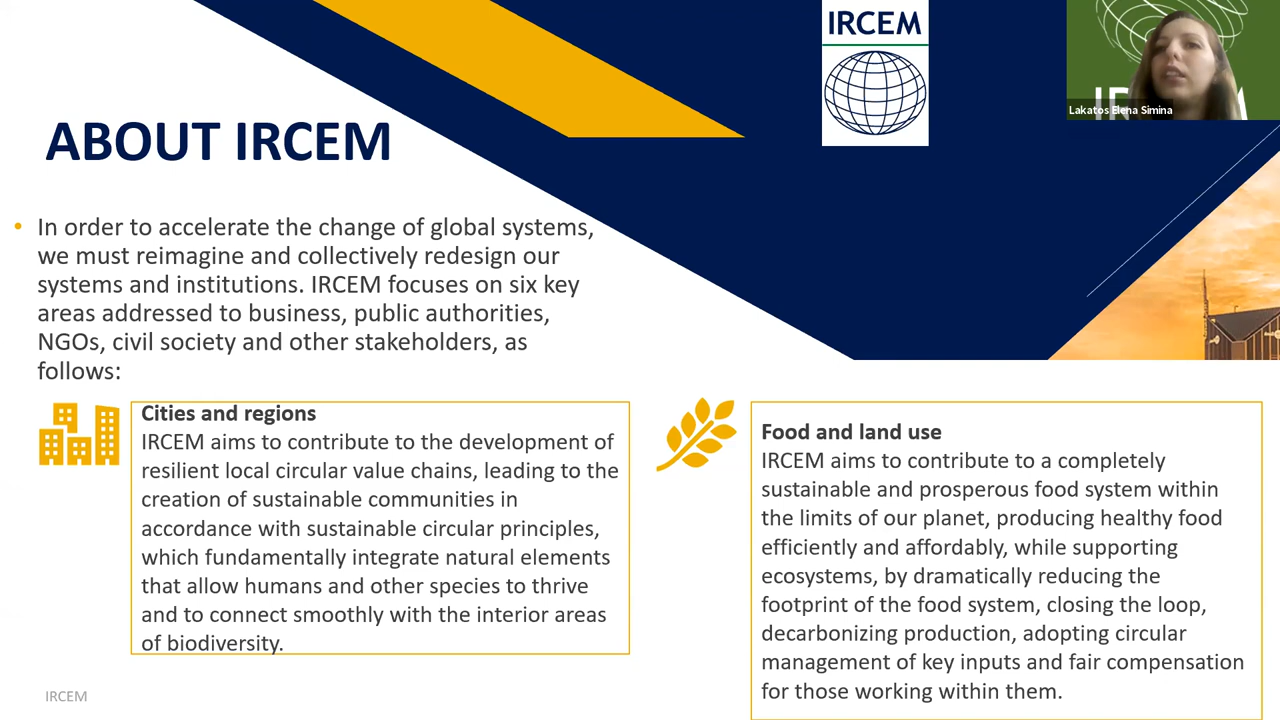 IRCEM
Lakatos Elena Simina
ABOUT IRCEM
• In order to accelerate the change of global systems,
we must reimagine and collectively redesign our
systems and institutions. IRCEM focuses on six key
areas addressed to business, public authorities,
NGOs, civil society and other stakeholders, as
follows:
Cities and regions
IRCEM aims to contribute to the development of
resilient local circular value chains, leading to the
creation of sustainable communities in
accordance with sustainable circular principles,
which fundamentally integrate natural elements
that allow humans and other species to thrive
and to connect smoothly with the interior areas
of biodiversity.
Food and land use
IRCEM aims to contribute to a completely
sustainable and prosperous food system within
the limits of our planet, producing healthy food
efficiently and affordably, while supporting
ecosystems, by dramatically reducing the
footprint of the food system, closing the loop,
decarbonizing production, adopting circular
management of key inputs and fair compensation
for those working within them.
IRCEM